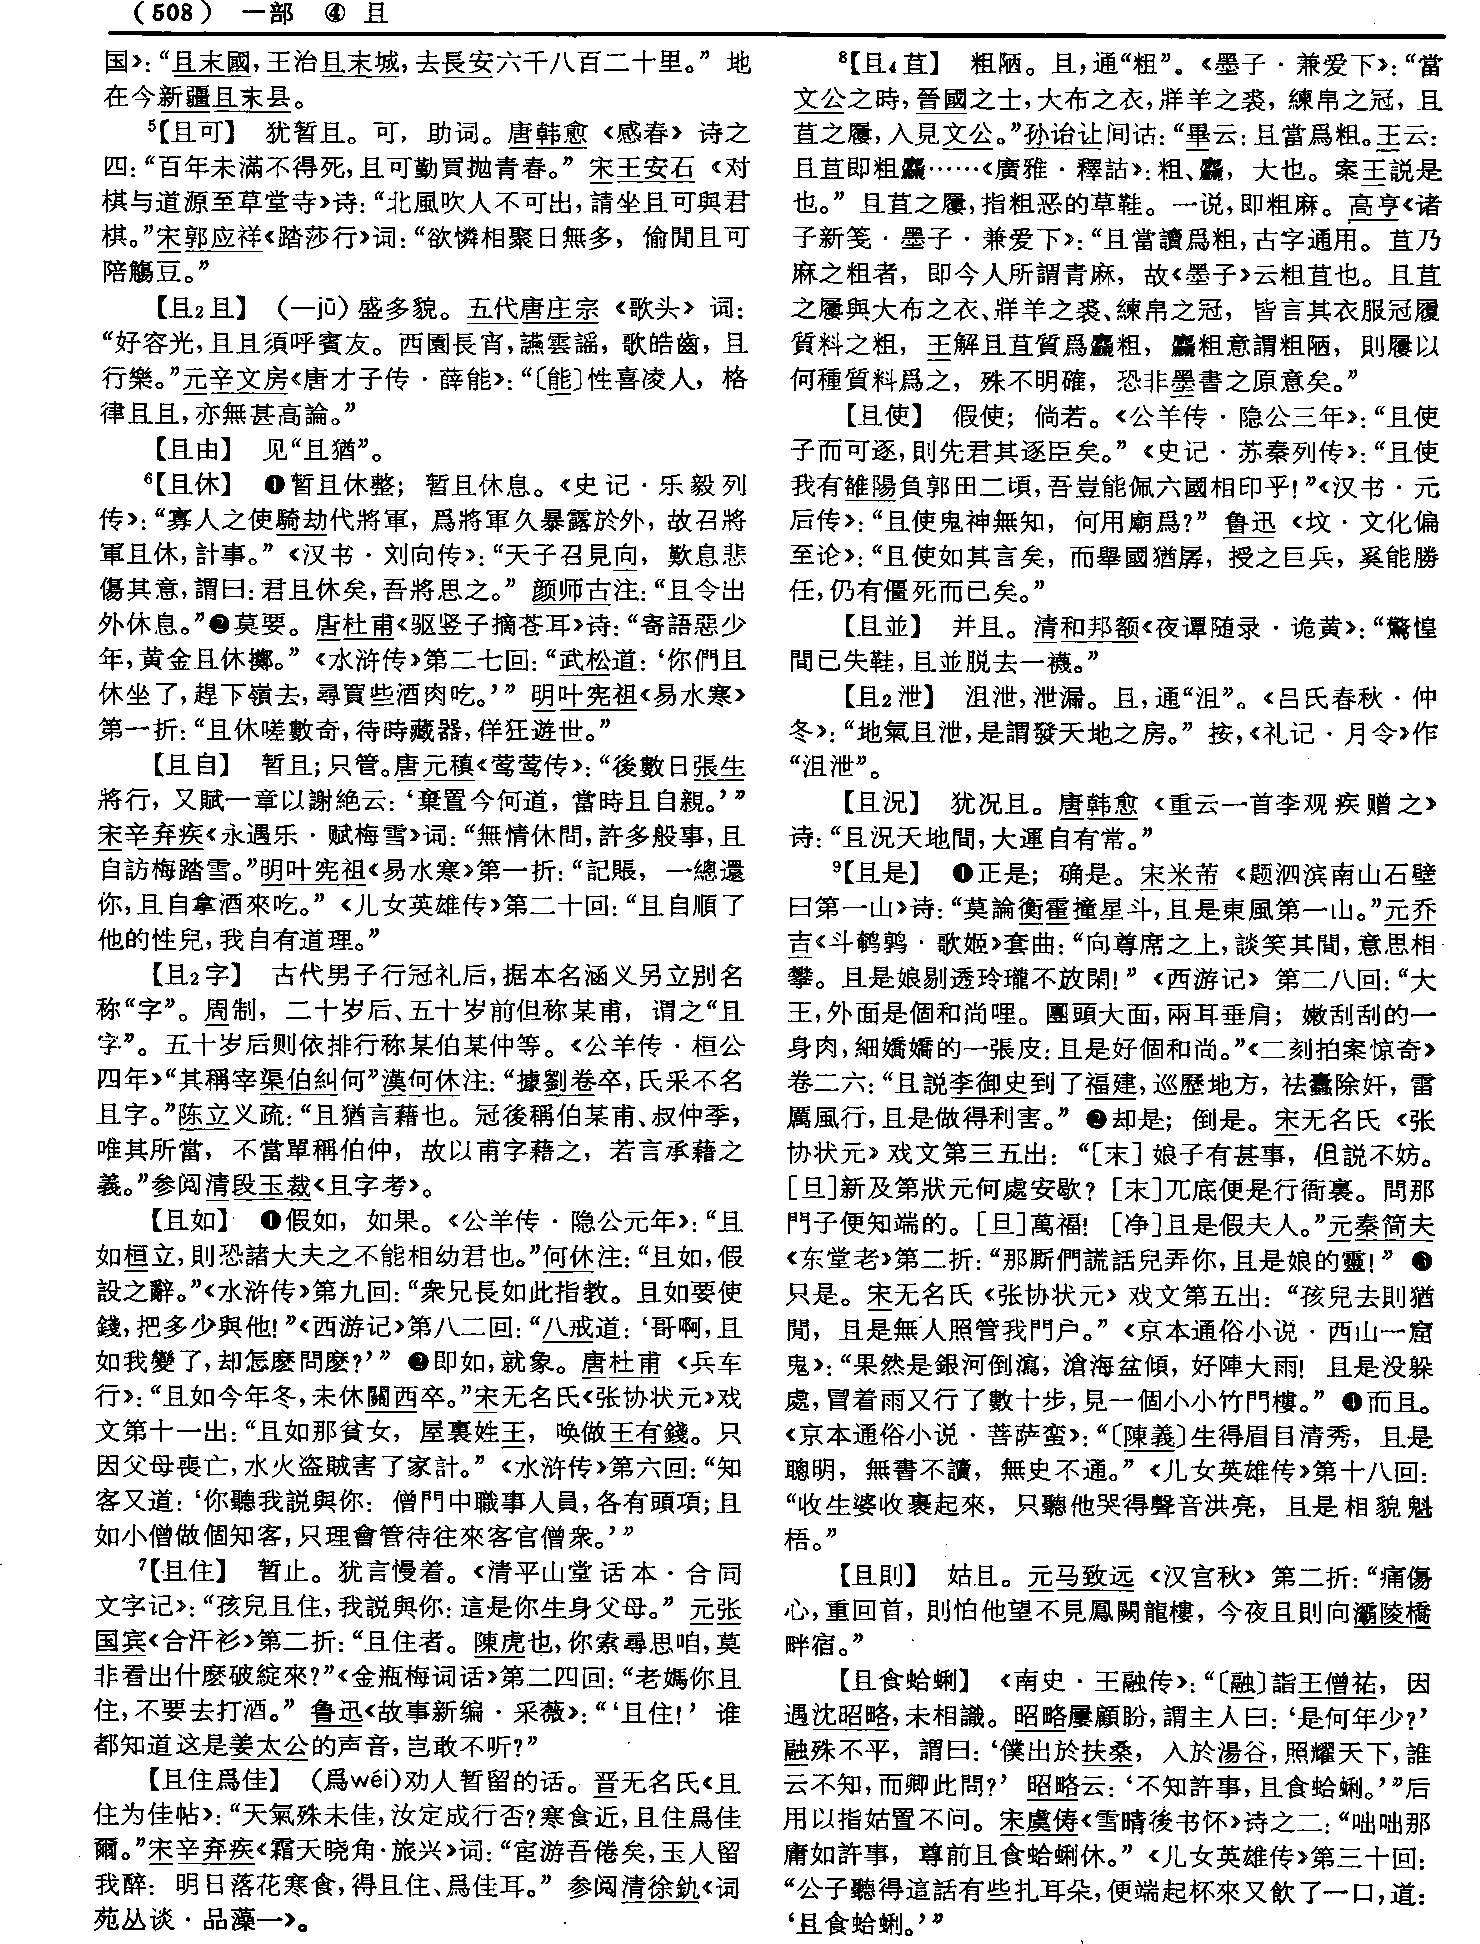 （508） 一部 ④ 且
国》：“且末國，王治且末城，去長安六千八百二十里。” 地
在今新疆且末县。
⁵【且可】 犹暂且。可，助词。唐韩愈《感春》诗之
四：“百年未滿不得死，且可勤買抛青春。” 宋王安石《对
棋与道源至草堂寺》诗：“北風吹人不可出，請坐且可與君
棋。”宋郭应祥《踏莎行》词：“欲憐相聚日無多，偷閒且可
陪觴豆。”
【且₂且】 （—jū）盛多貌。五代唐庄宗《歌头》词：
“好容光，且且須呼賓友。西園長宵，讌雲謡，歌皓齒，且
行樂。”元辛文房《唐才子传·薛能》：“〔能〕性喜凌人，格
律且且，亦無甚高論。”
【且由】 见“且猶”。
⁶【且休】 ❶暂且休整；暂且休息。《史记·乐毅列
传》：“寡人之使騎劫代將軍，爲將軍久暴露於外，故召將
軍且休，計事。”《汉书·刘向传》：“天子召見向，歎息悲
傷其意，謂曰：君且休矣，吾將思之。” 颜师古注：“且令出
外休息。”❷莫要。唐杜甫《驱竖子摘苍耳》诗：“寄語惡少
年，黄金且休擲。”《水浒传》第二七回：“武松道：‘你們且
休坐了，趕下嶺去，尋買些酒肉吃。’” 明叶宪祖《易水寒》
第一折：“且休嗟數奇，待時藏器，佯狂遊世。”
【且自】 暂且；只管。唐元稹《莺莺传》：“後數日張生
將行，又賦一章以謝絶云：‘棄置今何道，當時且自親。’”
宋辛弃疾《永遇乐·赋梅雪》词：“無情休問，許多般事，且
自訪梅踏雪。”明叶宪祖《易水寒》第一折：“記賬，一總還
你，且自拿酒來吃。”《儿女英雄传》第二十回：“且自順了
他的性兒，我自有道理。”
【且₂字】 古代男子行冠礼后，据本名涵义另立别名
称“字”。周制，二十岁后、五十岁前但称某甫，谓之“且
字”。五十岁后则依排行称某伯某仲等。《公羊传·桓公
四年》“其稱宰渠伯糾何”漢何休注：“據劉卷卒，氏采不名
且字。”陈立义疏：“且猶言藉也。冠後稱伯某甫、叔仲季，
唯其所當，不當單稱伯仲，故以甫字藉之，若言承藉之
義。”参阅清段玉裁《且字考》。
【且如】 ❶假如，如果。《公羊传·隐公元年》：“且
如桓立，則恐諸大夫之不能相幼君也。”何休注：“且如，假
設之辭。”《水浒传》第九回：“衆兄長如此指教。且如要使
錢，把多少與他！”《西游记》第八二回：“八戒道：‘哥啊，且
如我變了，却怎麽問麽？’” ❷即如，就象。唐杜甫《兵车
行》：“且如今年冬，未休關西卒。”宋无名氏《张协状元》戏
文第十一出：“且如那貧女，屋裏姓王，唤做王有錢。只
因父母喪亡，水火盜賊害了家計。”《水浒传》第六回：“知
客又道：‘你聽我説與你：僧門中職事人員，各有頭項；且
如小僧做個知客，只理會管待往來客官僧衆。’”
⁷【且住】 暂止。犹言慢着。《清平山堂话本·合同
文字记》：“孩兒且住，我説與你：這是你生身父母。” 元张
国宾《合汗衫》第二折：“且住者。陳虎也，你索尋思咱，莫
非看出什麽破綻來？”《金瓶梅词话》第二四回：“老媽你且
住，不要去打酒。” 鲁迅《故事新编·采薇》：“‘且住！’ 谁
都知道这是姜太公的声音，岂敢不听？”
【且住爲佳】 （爲wéi）劝人暂留的话。晋无名氏《且
住为佳帖》：“天氣殊未佳，汝定成行否？寒食近，且住爲佳
爾。”宋辛弃疾《霜天晓角·旅兴》词：“宦游吾倦矣，玉人留
我醉：明日落花寒食，得且住、爲佳耳。” 参阅清徐釚《词
苑丛谈·品藻一》。
⁸【且₄苴】 粗陋。且，通“粗”。《墨子·兼爱下》：“當
文公之時，晉國之士，大布之衣，牂羊之裘，練帛之冠，且
苴之屨，入見文公。”孙诒让间诂：“畢云：且當爲粗。王云：
且苴即粗麤……《廣雅·釋詁》：粗、麤，大也。案王説是
也。” 且苴之屨，指粗恶的草鞋。一说，即粗麻。高亨《诸
子新笺·墨子·兼爱下》：“且當讀爲粗，古字通用。苴乃
麻之粗者，即今人所謂青麻，故《墨子》云粗苴也。且苴
之屨與大布之衣、牂羊之裘、練帛之冠，皆言其衣服冠履
質料之粗，王解且苴質爲麤粗，麤粗意謂粗陋，則屨以
何種質料爲之，殊不明確，恐非墨書之原意矣。”
【且使】 假使；倘若。《公羊传·隐公三年》：“且使
子而可逐，則先君其逐臣矣。”《史记·苏秦列传》：“且使
我有雒陽負郭田二頃，吾豈能佩六國相印乎！”《汉书·元
后传》：“且使鬼神無知，何用廟爲？” 鲁迅《坟·文化偏
至论》：“且使如其言矣，而舉國猶孱，授之巨兵，奚能勝
任，仍有僵死而已矣。”
【且並】 并且。清和邦额《夜谭随录·诡黄》：“驚惶
間已失鞋，且並脱去一襪。”
【且₂泄】 沮泄，泄漏。且，通“沮”。《吕氏春秋·仲
冬》：“地氣且泄，是謂發天地之房。” 按，《礼记·月令》作
“沮泄”。
【且況】 犹况且。唐韩愈《重云一首李观疾赠之》
诗：“且況天地間，大運自有常。”
⁹【且是】 ❶正是；确是。宋米芾《题泗滨南山石壁
曰第一山》诗：“莫論衡霍撞星斗，且是東風第一山。”元乔
吉《斗鹌鹑·歌姬》套曲：“向尊席之上，談笑其間，意思相
攀。且是娘剔透玲瓏不放閑！”《西游记》第二八回：“大
王，外面是個和尚哩。團頭大面，兩耳垂肩；嫩刮刮的一
身肉，細嬌嬌的一張皮：且是好個和尚。”《二刻拍案惊奇》
卷二六：“且説李御史到了福建，巡歷地方，祛蠹除奸，雷
厲風行，且是做得利害。” ❷却是；倒是。宋无名氏《张
协状元》戏文第三五出：“［末］娘子有甚事，但説不妨。
［旦］新及第狀元何處安歇？［末］兀底便是行衙裏。問那
門子便知端的。［旦］萬福！［净］且是假夫人。”元秦简夫
《东堂老》第二折：“那厮們謊話兒弄你，且是娘的靈！” ❸
只是。宋无名氏《张协状元》戏文第五出：“孩兒去則猶
閒，且是無人照管我門户。”《京本通俗小说·西山一窟
鬼》：“果然是銀河倒瀉，滄海盆傾，好陣大雨！且是没躲
處，冒着雨又行了數十步，見一個小小竹門樓。” ❹而且。
《京本通俗小说·菩萨蛮》：“〔陳義〕生得眉目清秀，且是
聰明，無書不讀，無史不通。”《儿女英雄传》第十八回：
“收生婆收裹起來，只聽他哭得聲音洪亮，且是相貌魁
梧。”
【且則】 姑且。元马致远《汉宫秋》第二折：“痛傷
心，重回首，則怕他望不見鳳闕龍樓，今夜且則向灞陵橋
畔宿。”
【且食蛤蜊】 《南史·王融传》：“〔融〕詣王僧祐，因
遇沈昭略，未相識。昭略屢顧盼，謂主人曰：‘是何年少？’
融殊不平，謂曰：‘僕出於扶桑，入於湯谷，照耀天下，誰
云不知，而卿此問？’ 昭略云：‘不知許事，且食蛤蜊。’”后
用以指姑置不问。宋虞俦《雪晴後书怀》诗之二：“咄咄那
庸如許事，尊前且食蛤蜊休。”《儿女英雄传》第三十回：
“公子聽得這話有些扎耳朵，便端起杯來又飲了一口，道：
‘且食蛤蜊。’”